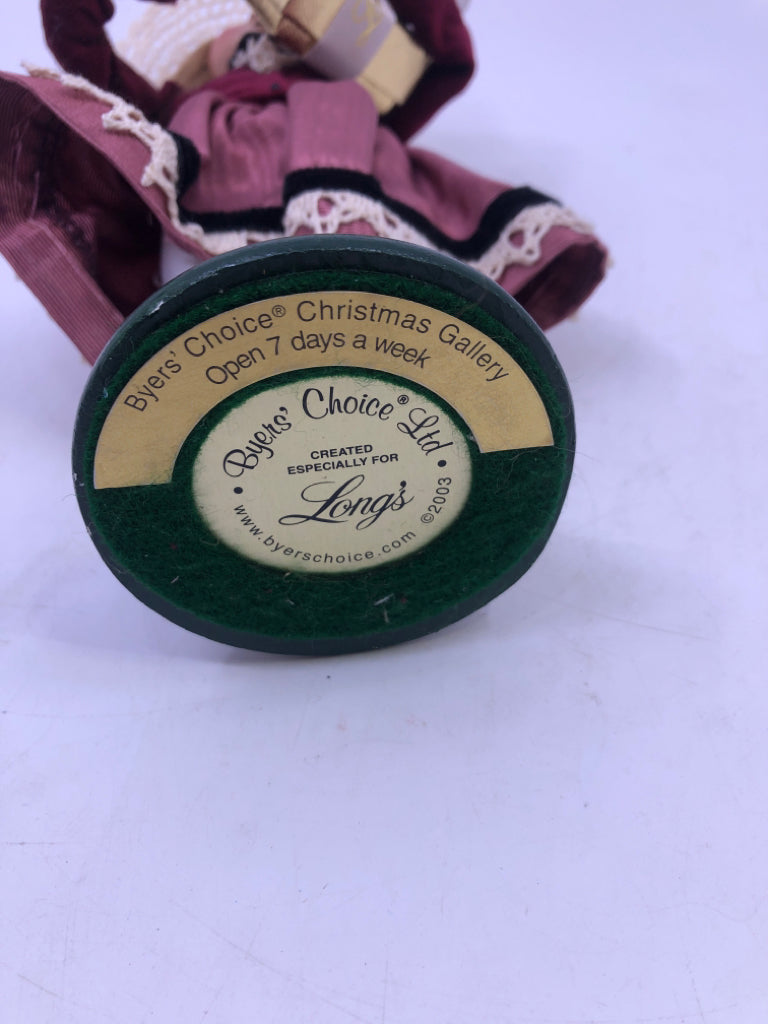 Byers' Choice® Christmas Gallery
Open 7 days a week
Byers' Choice® Ltd
CREATED
ESPECIALLY FOR
Long's
• www.byerschoice.com ©2003 •